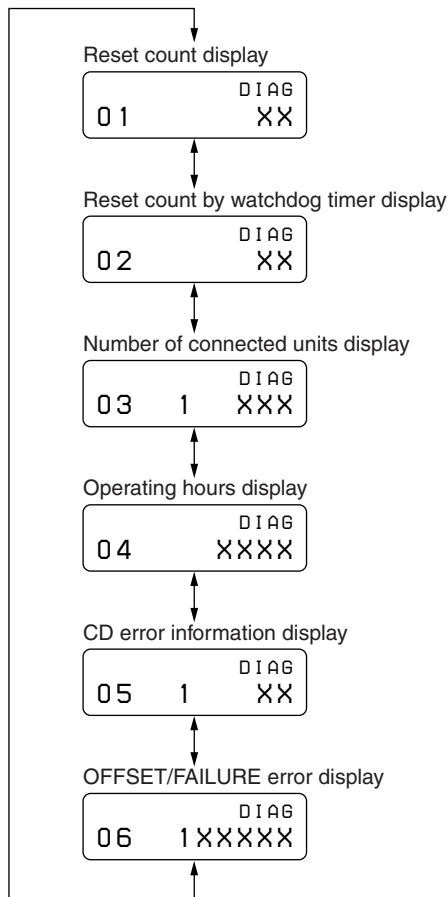 Reset count display
DIAG
01 XX
Reset count by watchdog timer display
DIAG
02 XX
Number of connected units display
DIAG
03 1 XXX
Operating hours display
DIAG
04 XXXX
CD error information display
DIAG
05 1 XX
OFFSET/FAILURE error display
DIAG
06 1XXXXX